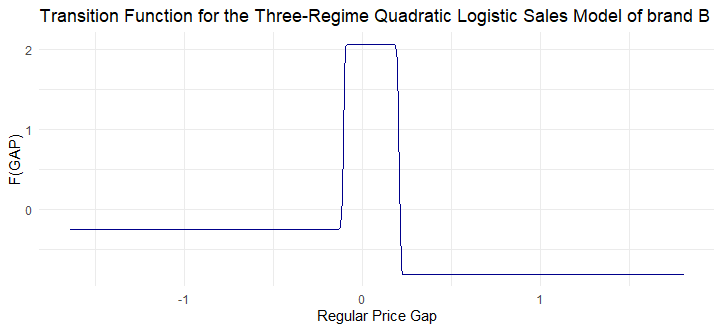 Transition Function for the Three-Regime Quadratic Logistic Sales Model of brand B
2
1
0
F(GAP)
-1
0
1
Regular Price Gap